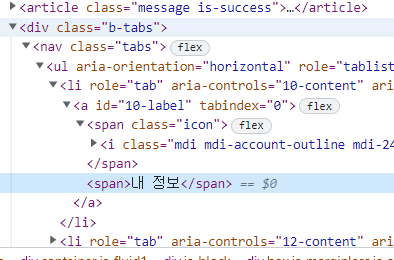 <article class="message is-success">…</article>
<div class="b-tabs">
<nav class="tabs"> flex
<ul aria-orientation="horizontal" role="tablist
<li role="tab" aria-controls="10-content" ari
<a id="10-label" tabindex="0"> flex
<span class="icon"> flex
<i class="mdi mdi-account-outline mdi-24
</span>
<span>내 정보</span> == $0
</a>
</li>
<li role="tab" aria-controls="12-content" ari